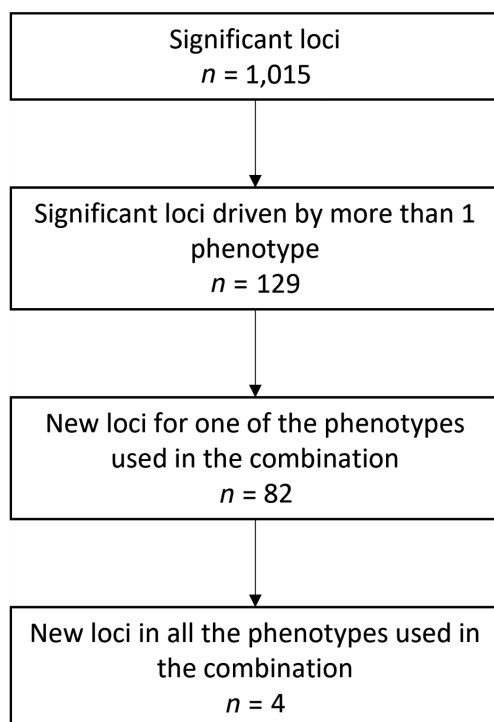 Significant loci
n = 1,015
Significant loci driven by more than 1
phenotype
n = 129
New loci for one of the phenotypes
used in the combination
n = 82
New loci in all the phenotypes used in
the combination
n = 4